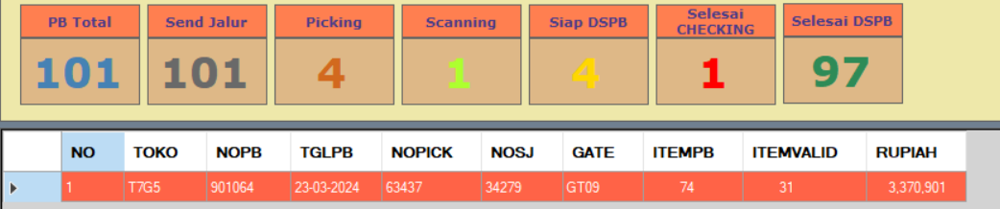 PB Total Send Jalur Picking Scanning Siap DSPB Selesai CHECKING Selesai DSPB
101 101 4 1 4 1 97
NO TOKO NOPB TGLPB NOPICK NOSJ GATE ITEMPB ITEMVALID RUPIAH
1 T7G5 901064 23-03-2024 63437 34279 GT09 74 31 3,370,901